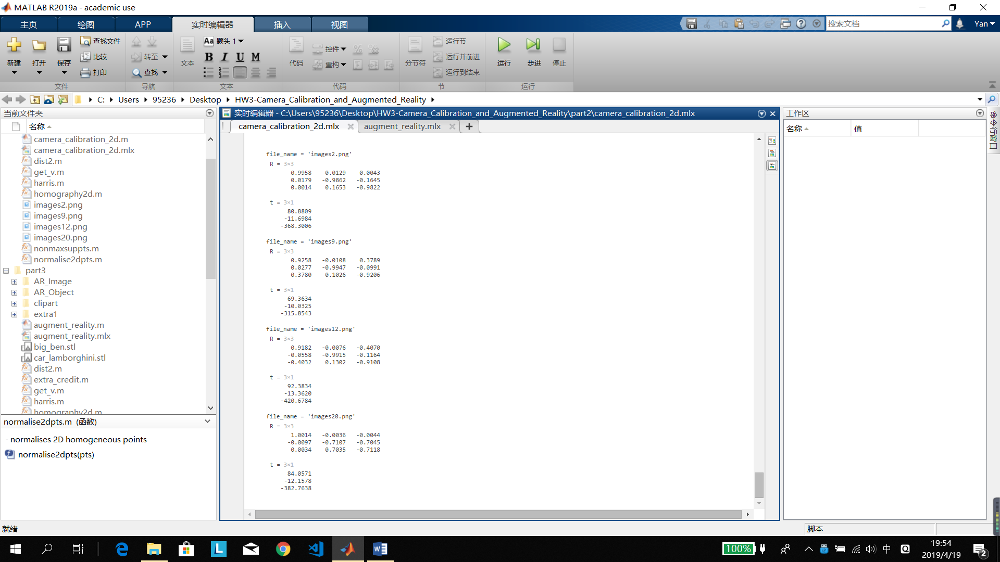 MATLAB R2019a - academic use
主页 绘图 APP 实时编辑器 插入 视图
搜索文档
Yan
新建 打开 保存
查找文件
比较
打印
转至
查找
文本
Aa 题头 1
B I U M
代码
控件
重构
分节符
运行节
运行并前进
运行到结束
运行 步进 停止
文件 导航 文本 代码 节 运行
C: Users 95236 Desktop HW3-Camera_Calibration_and_Augmented_Reality
当前文件夹
名称
camera_calibration_2d.m
camera_calibration_2d.mlx
dist2.m
get_v.m
harris.m
homography2d.m
images2.png
images9.png
images12.png
images20.png
nonmaxsuppts.m
normalise2dpts.m
part3
AR_Image
AR_Object
clipart
extra1
augment_reality.m
augment_reality.mlx
big_ben.stl
car_lamborghini.stl
dist2.m
extra_credit.m
get_v.m
harris.m
homography2d.m
normalise2dpts.m (函数)
- normalises 2D homogeneous points
normalise2dpts(pts)
实时编辑器 - C:\Users\95236\Desktop\HW3-Camera_Calibration_and_Augmented_Reality\part2\camera_calibration_2d.mlx
camera_calibration_2d.mlx augment_reality.mlx
file_name = 'images2.png'
R = 3×3
0.9958 0.0129 0.0043
0.0179 -0.9862 -0.1645
0.0014 0.1653 -0.9822
t = 3×1
80.8809
-11.6984
-368.3006
file_name = 'images9.png'
R = 3×3
0.9258 -0.0108 0.3789
0.0277 -0.9947 -0.0991
0.3780 0.1026 -0.9206
t = 3×1
69.3634
-10.0325
-315.8543
file_name = 'images12.png'
R = 3×3
0.9182 -0.0076 -0.4070
-0.0558 -0.9915 -0.1164
-0.4032 0.1302 -0.9108
t = 3×1
92.3834
-13.3620
-420.6784
file_name = 'images20.png'
R = 3×3
1.0014 -0.0036 -0.0044
-0.0097 -0.7107 -0.7045
0.0034 0.7035 -0.7118
t = 3×1
84.0571
-12.1578
-382.7638
工作区
名称 值
命令行窗口
就绪
脚本
100%
中
19:54
2019/4/19
2